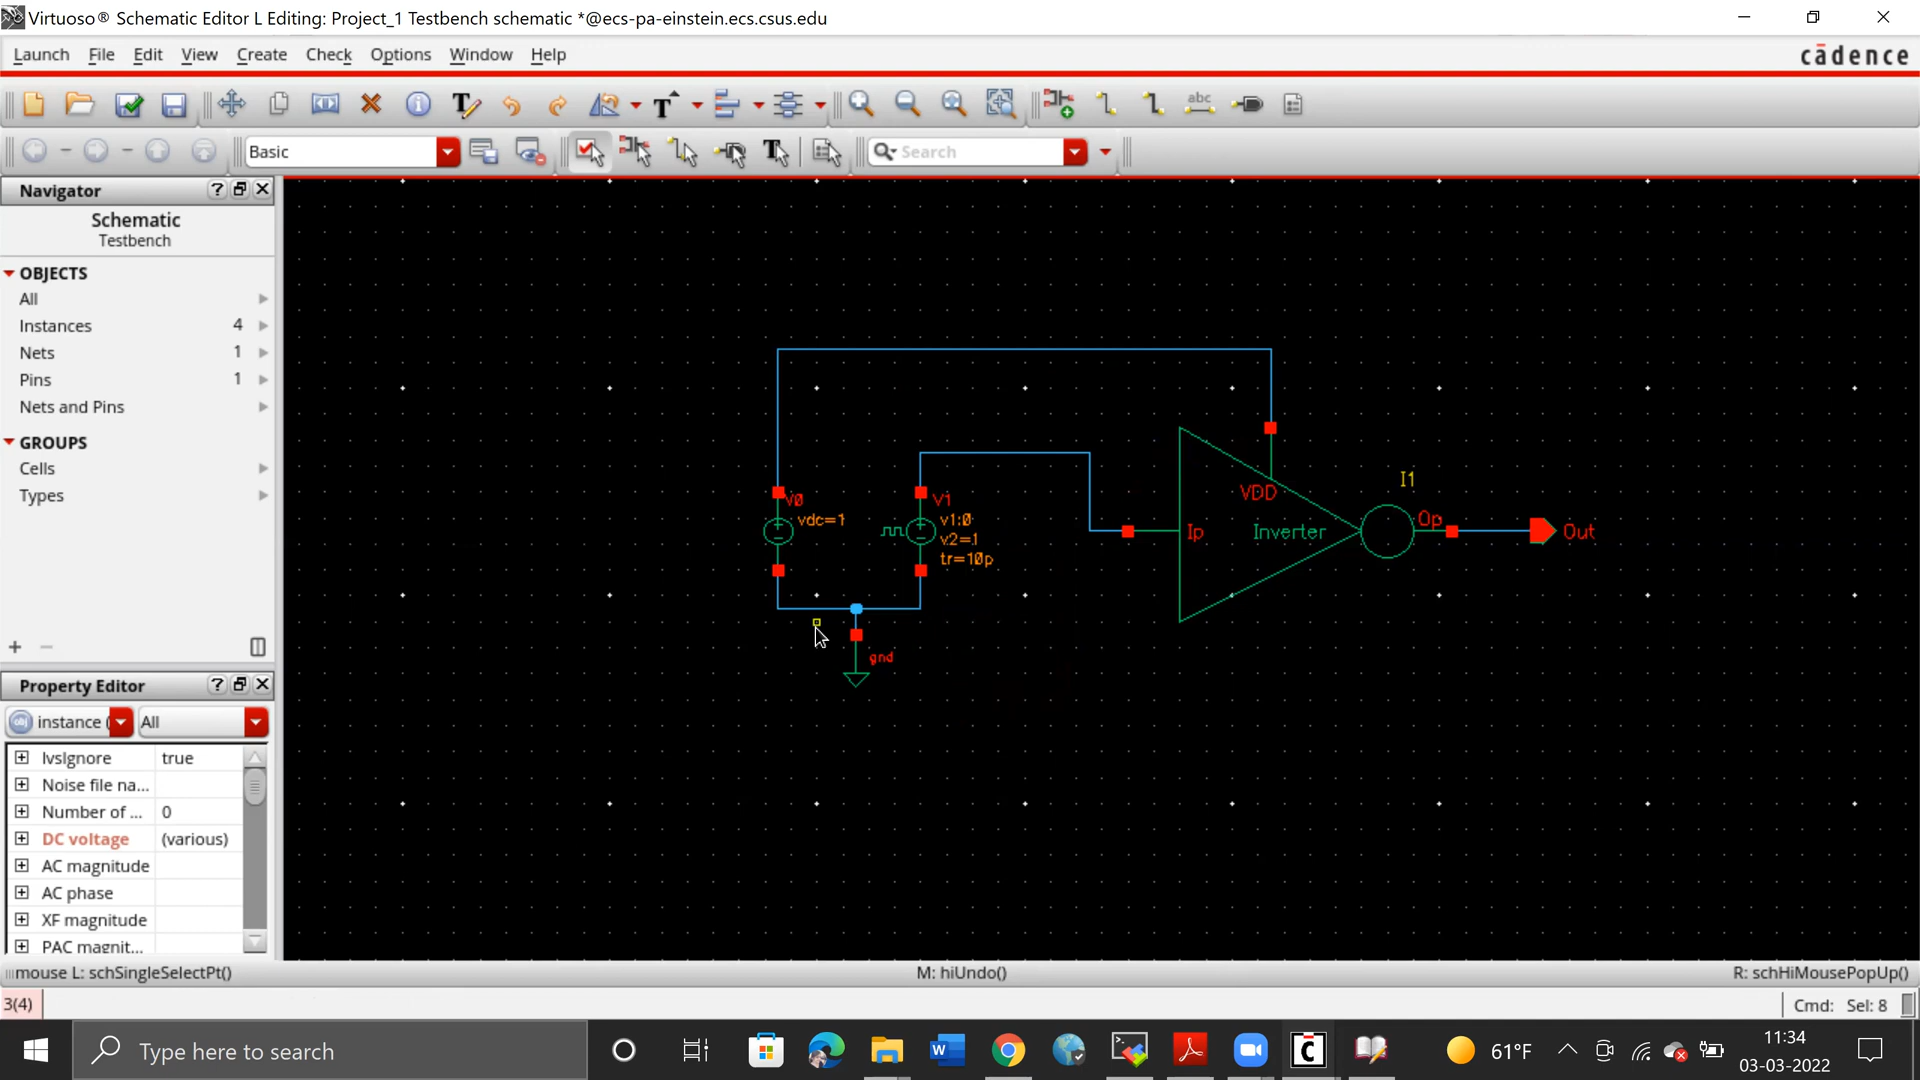 Virtuoso® Schematic Editor L Editing: Project_1 Testbench schematic *@ecs-pa-einstein.ecs.csus.edu
Launch File Edit View Create Check Options Window Help
cādence
abc
Basic
Search
Navigator
Schematic
Testbench
OBJECTS
All
Instances 4
Nets 1
Pins 1
Nets and Pins
GROUPS
Cells
Types
Property Editor
instance ( All
lvsIgnore true
Noise file na...
Number of ... 0
DC voltage (various)
AC magnitude
AC phase
XF magnitude
PAC magnit...
V0
vdc=1
V1
v1:0
v2=1
tr=10p
gnd
VDD
I1
Ip
Inverter
Op
Out
mouse L: schSingleSelectPt() M: hiUndo() R: schHiMousePopUp()
3(4) Cmd: Sel: 8
Type here to search
61°F
11:34
03-03-2022